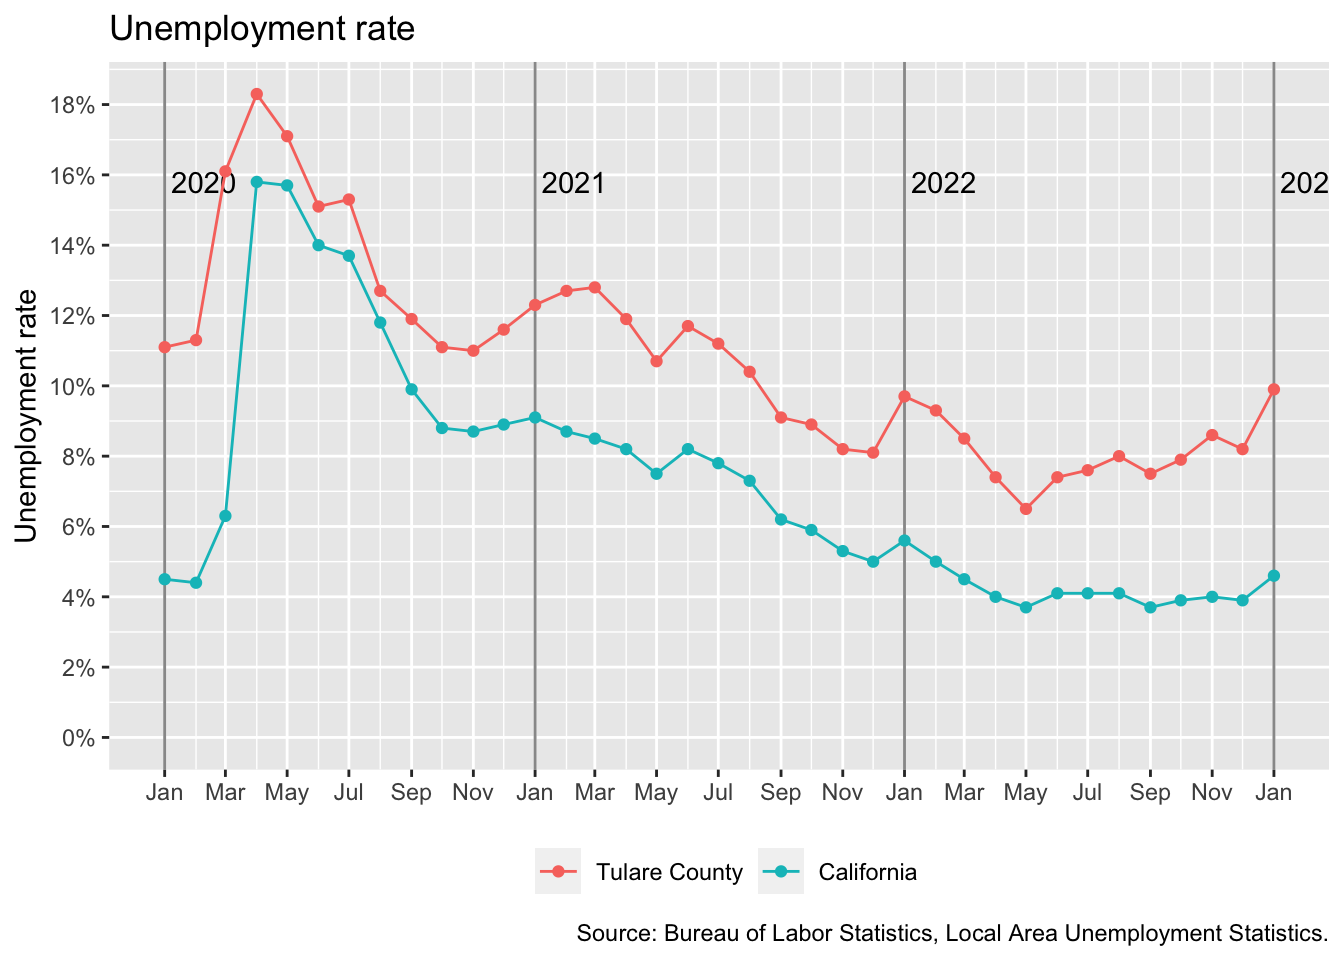 Unemployment rate
Unemployment rate
18%
16%
14%
12%
10%
8%
6%
4%
2%
0%
2020 2021 2022 202
Jan Mar May Jul Sep Nov Jan Mar May Jul Sep Nov Jan Mar May Jul Sep Nov Jan
Tulare County California
Source: Bureau of Labor Statistics, Local Area Unemployment Statistics.